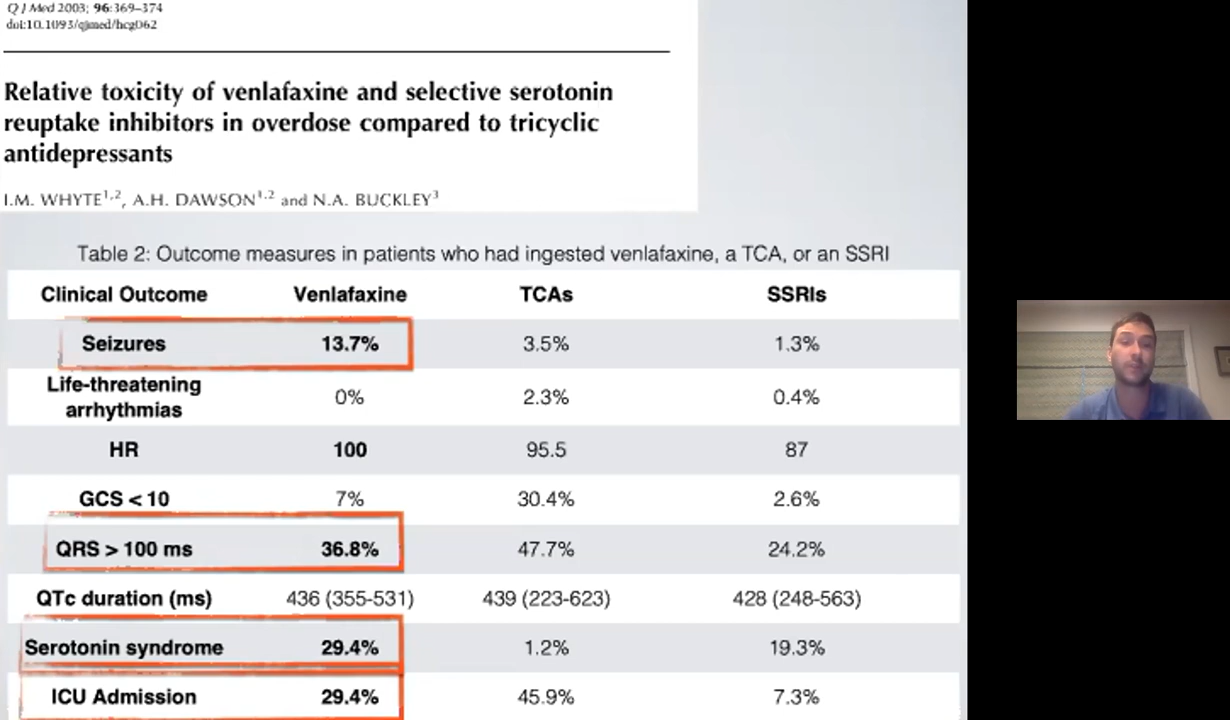 Q J Med 2003; 96:369–374
doi:10.1093/qjmed/hcg062
Relative toxicity of venlafaxine and selective serotonin
reuptake inhibitors in overdose compared to tricyclic
antidepressants
I.M. WHYTE1,2, A.H. DAWSON1,2 and N.A. BUCKLEY3
Table 2: Outcome measures in patients who had ingested venlafaxine, a TCA, or an SSRI
Clinical Outcome Venlafaxine TCAs SSRIs
Seizures 13.7% 3.5% 1.3%
Life-threatening
arrhythmias 0% 2.3% 0.4%
HR 100 95.5 87
GCS < 10 7% 30.4% 2.6%
QRS > 100 ms 36.8% 47.7% 24.2%
QTc duration (ms) 436 (355-531) 439 (223-623) 428 (248-563)
Serotonin syndrome 29.4% 1.2% 19.3%
ICU Admission 29.4% 45.9% 7.3%